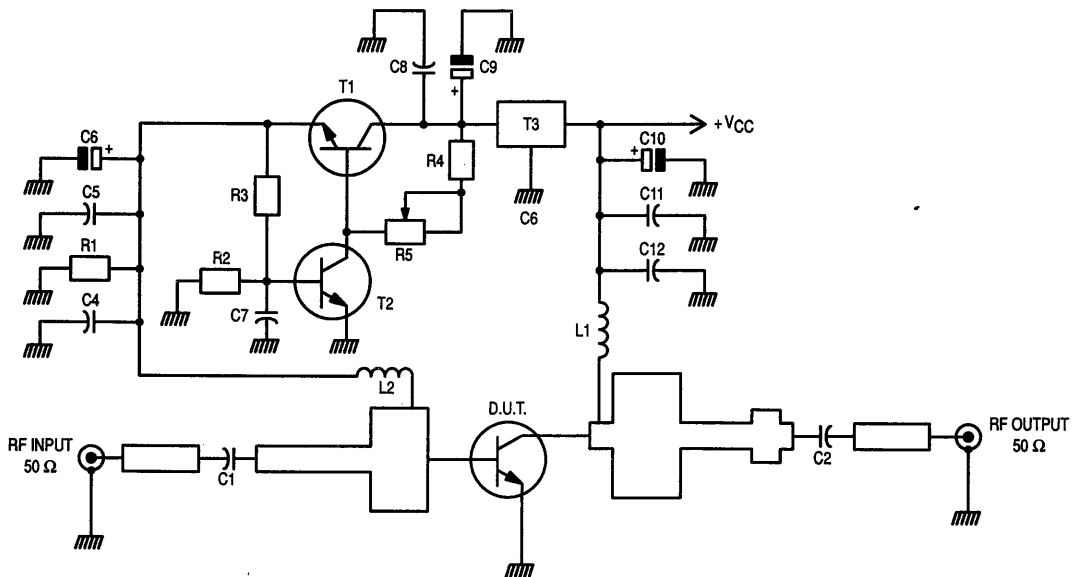 C8
C9
+
T1
T3
+V_CC
C6
+
R4
+
C10
R3
C5
C6
C11
R5
R1
R2
C12
T2
C4
C7
L1
L2
D.U.T.
RF INPUT
50 Ω
RF OUTPUT
50 Ω
C1
C2